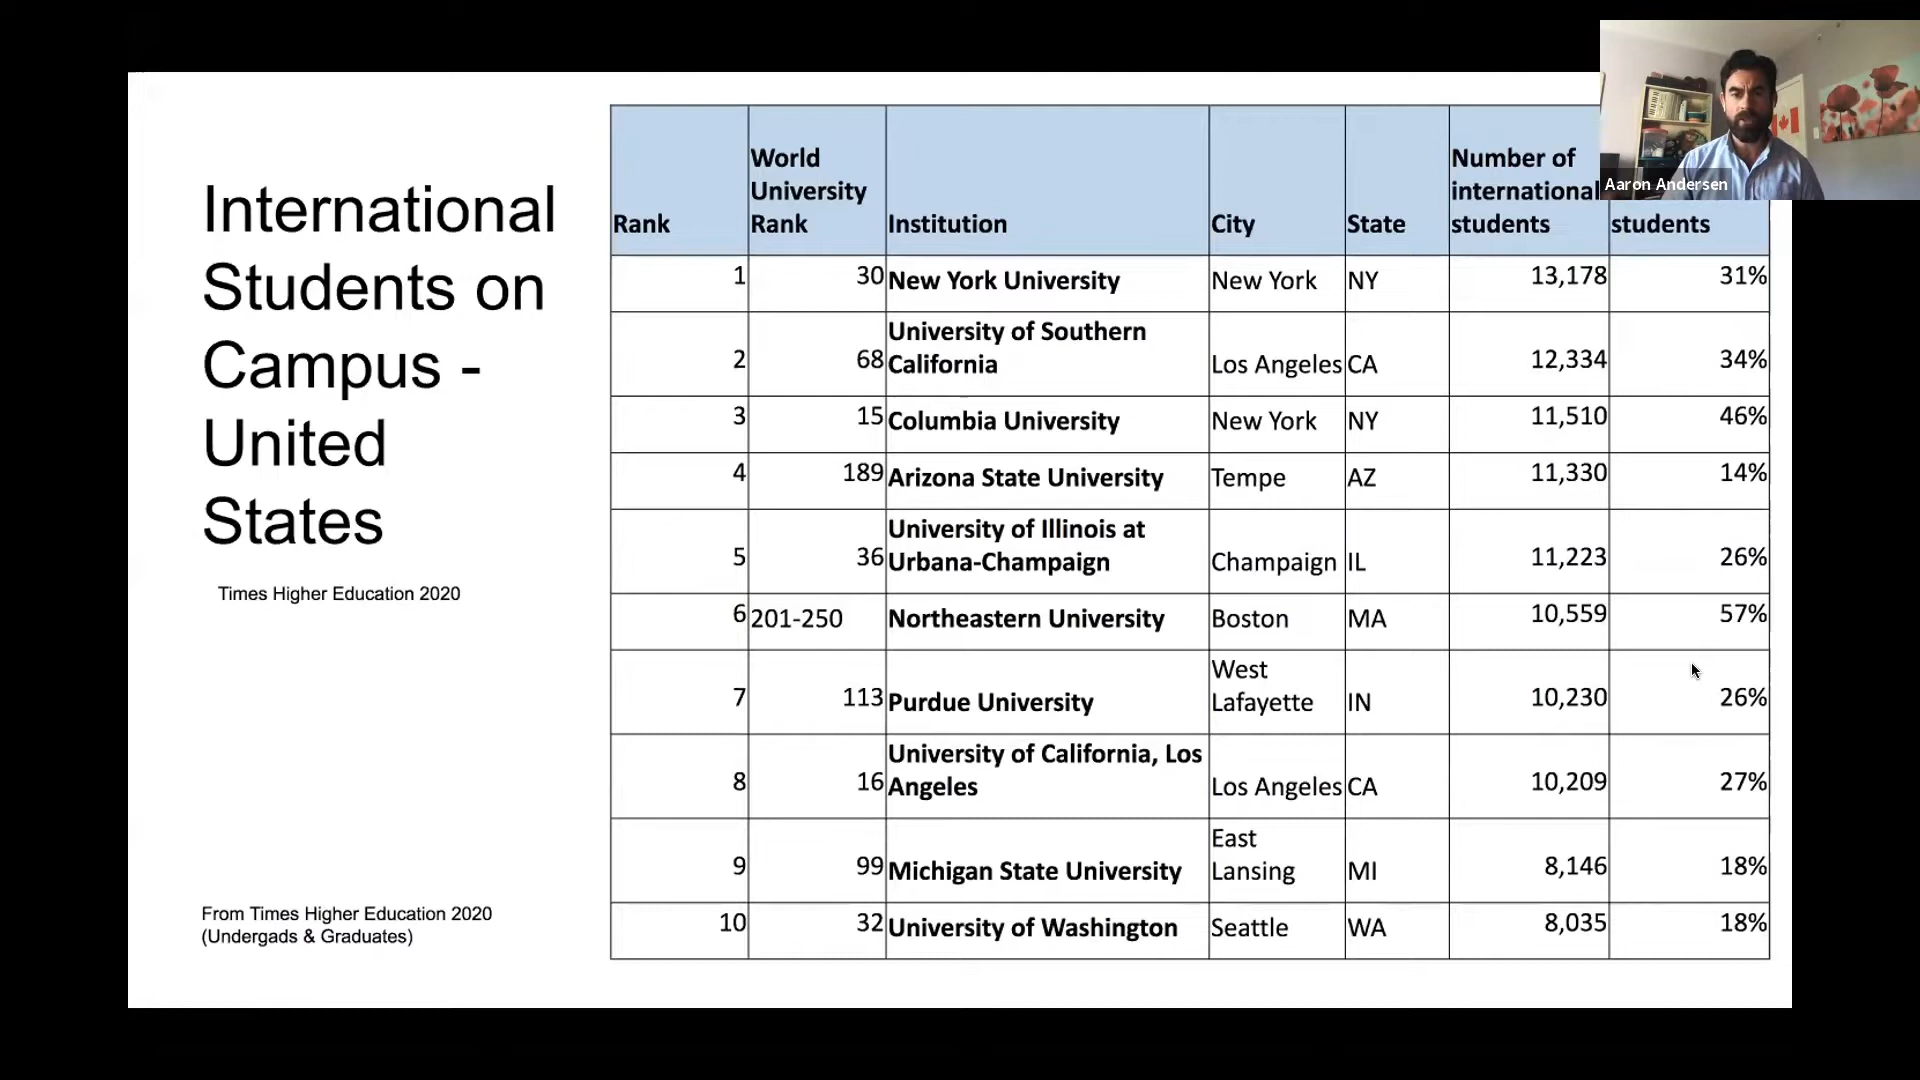 International
Students on
Campus -
United
States
Times Higher Education 2020
From Times Higher Education 2020
(Undergads & Graduates)
Rank
World
University
Rank
Institution
City
State
Number of
international
students
students
1 30 New York University New York NY 13,178 31%
University of Southern
2 68 California Los Angeles CA 12,334 34%
3 15 Columbia University New York NY 11,510 46%
4 189 Arizona State University Tempe AZ 11,330 14%
University of Illinois at
5 36 Urbana-Champaign Champaign IL 11,223 26%
6 201-250 Northeastern University Boston MA 10,559 57%
West
7 113 Purdue University Lafayette IN 10,230 26%
University of California, Los
8 16 Angeles Los Angeles CA 10,209 27%
East
9 99 Michigan State University Lansing MI 8,146 18%
10 32 University of Washington Seattle WA 8,035 18%
Aaron Andersen